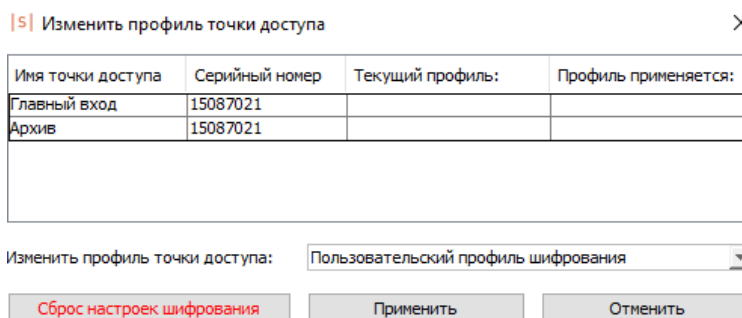 |S| Изменить профиль точки доступа
Имя точки доступа Серийный номер Текущий профиль: Профиль применяется:
Главный вход 15087021
Архив 15087021
Изменить профиль точки доступа: Пользовательский профиль шифрования
Сброс настроек шифрования Применить Отменить